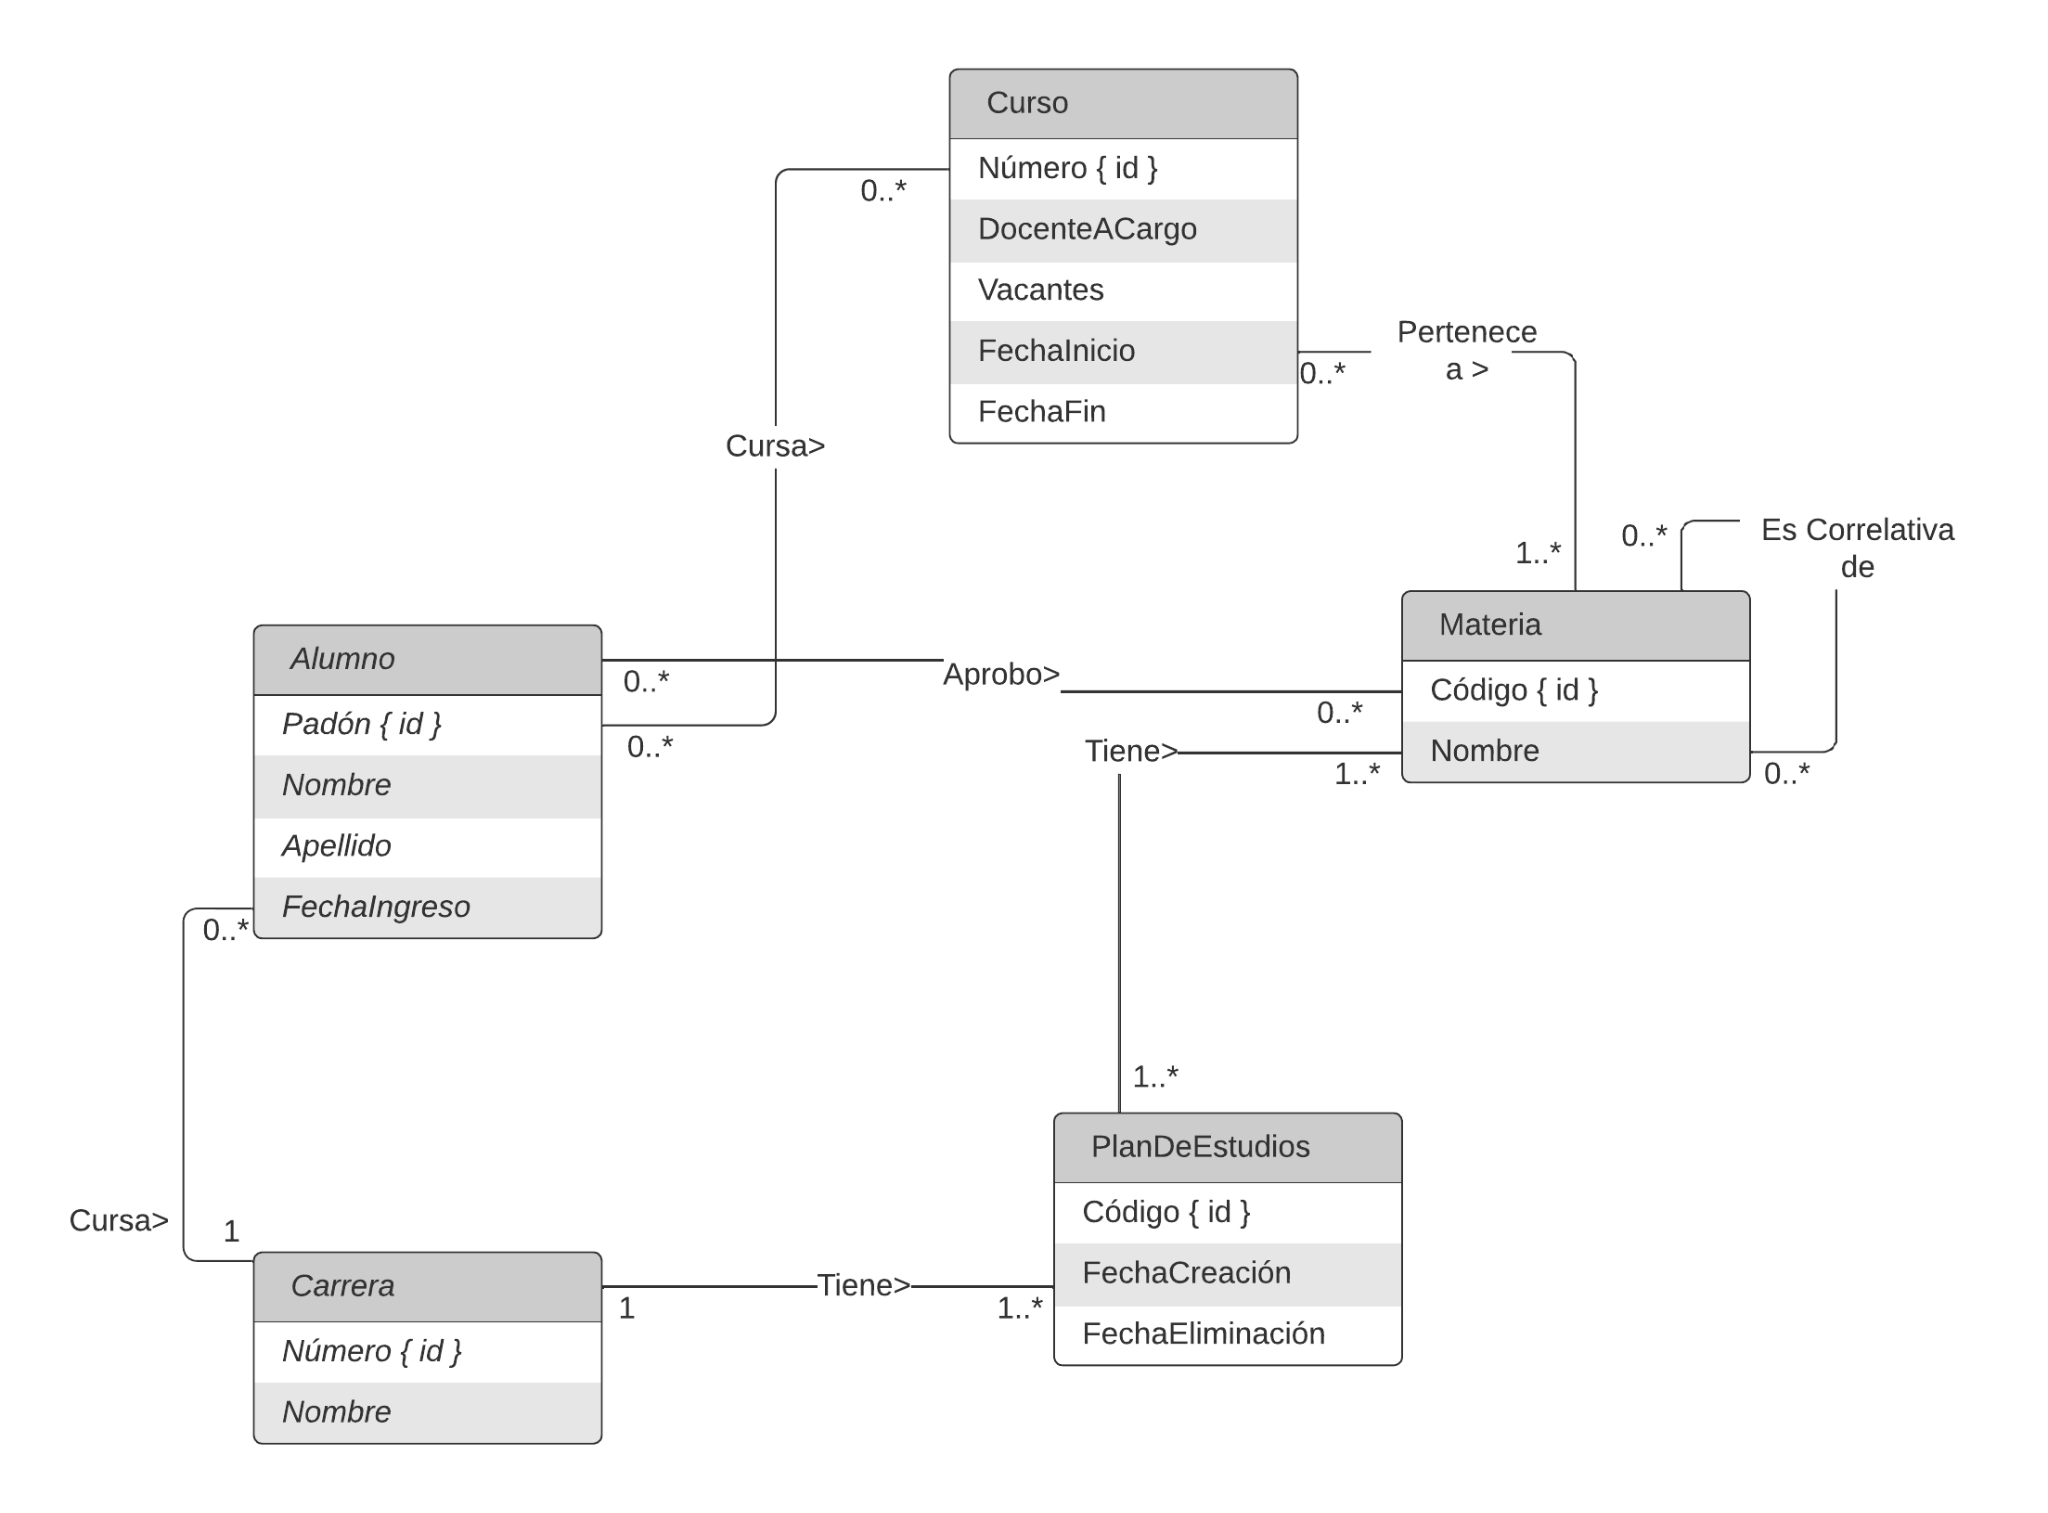 Curso
Número { id }
DocenteACargo
Vacantes
FechaInicio
FechaFin
0..*
Cursa>
0..*
Pertenece
a >
0..*
1..*
Es Correlativa
de
0..*
0..*
Materia
Código { id }
Nombre
Alumno
Padón { id }
Nombre
Apellido
FechaIngreso
0..*
Aprobo>
0..*
Tiene>
1..*
1..*
0..*
Cursa>
1
Carrera
Número { id }
Nombre
1
Tiene>
1..*
PlanDeEstudios
Código { id }
FechaCreación
FechaEliminación